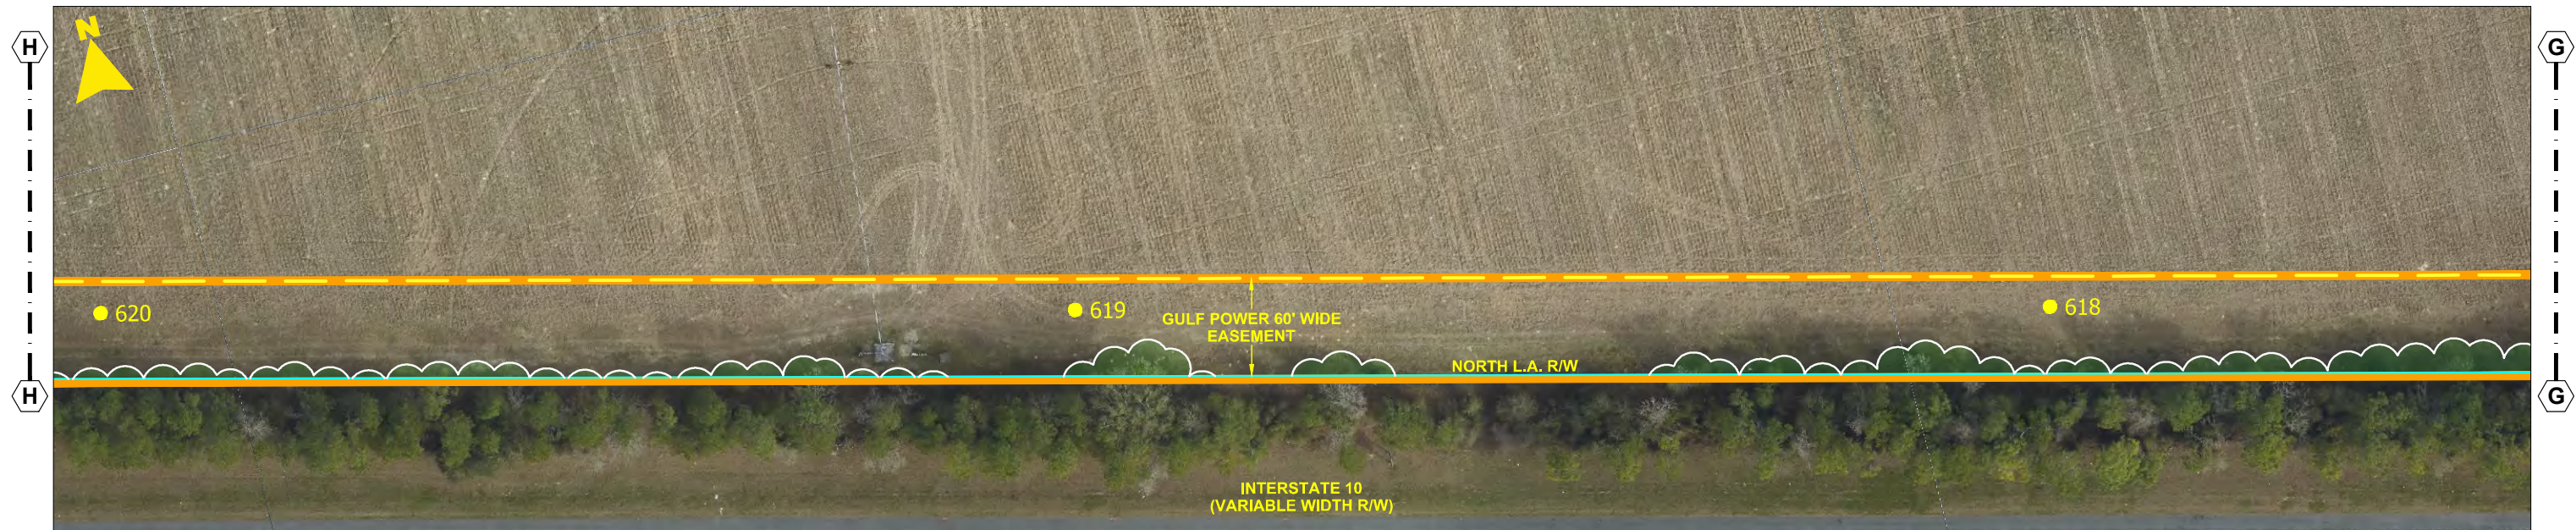 N
H
G
620
619
618
GULF POWER 60' WIDE
EASEMENT
NORTH L.A. R/W
H
G
INTERSTATE 10
(VARIABLE WIDTH R/W)